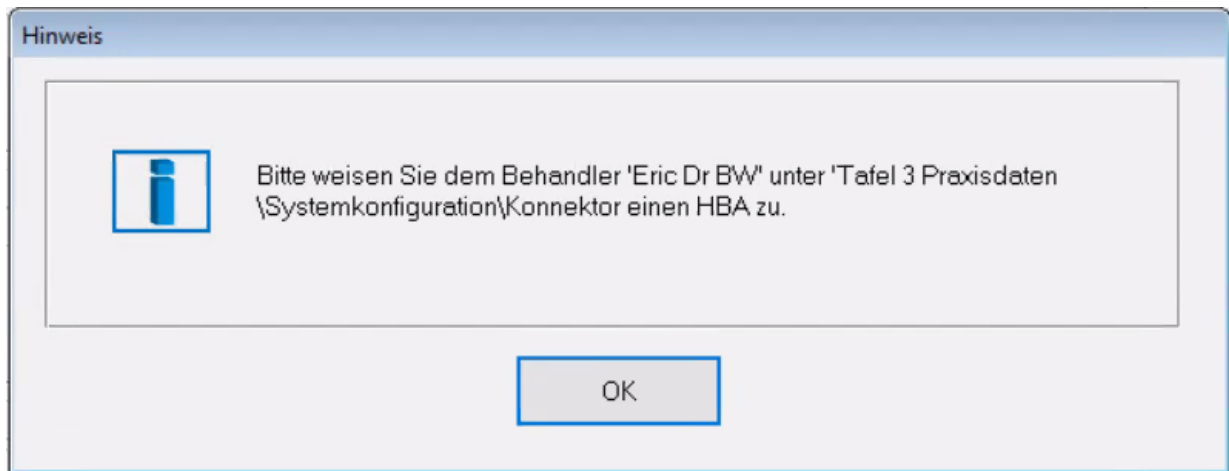 Hinweis
Bitte weisen Sie dem Behandler 'Eric Dr BW' unter 'Tafel 3 Praxisdaten
\Systemkonfiguration\Konnektor einen HBA zu.
OK